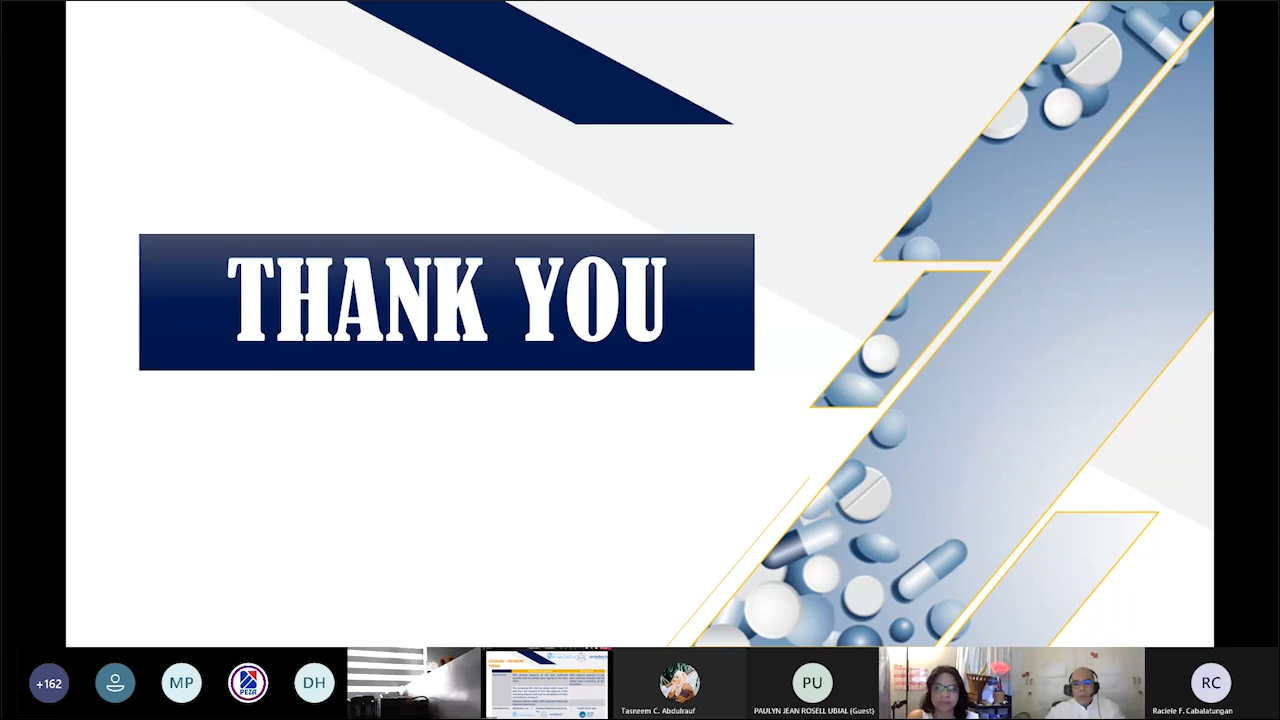 THANK YOU
+162
MP
PEZA
DH
Tasneem C. Abdulrauf
PU
PAULYN JEAN ROSELL UBIAL (Guest)
RC
Raciele F. Cabalatungan